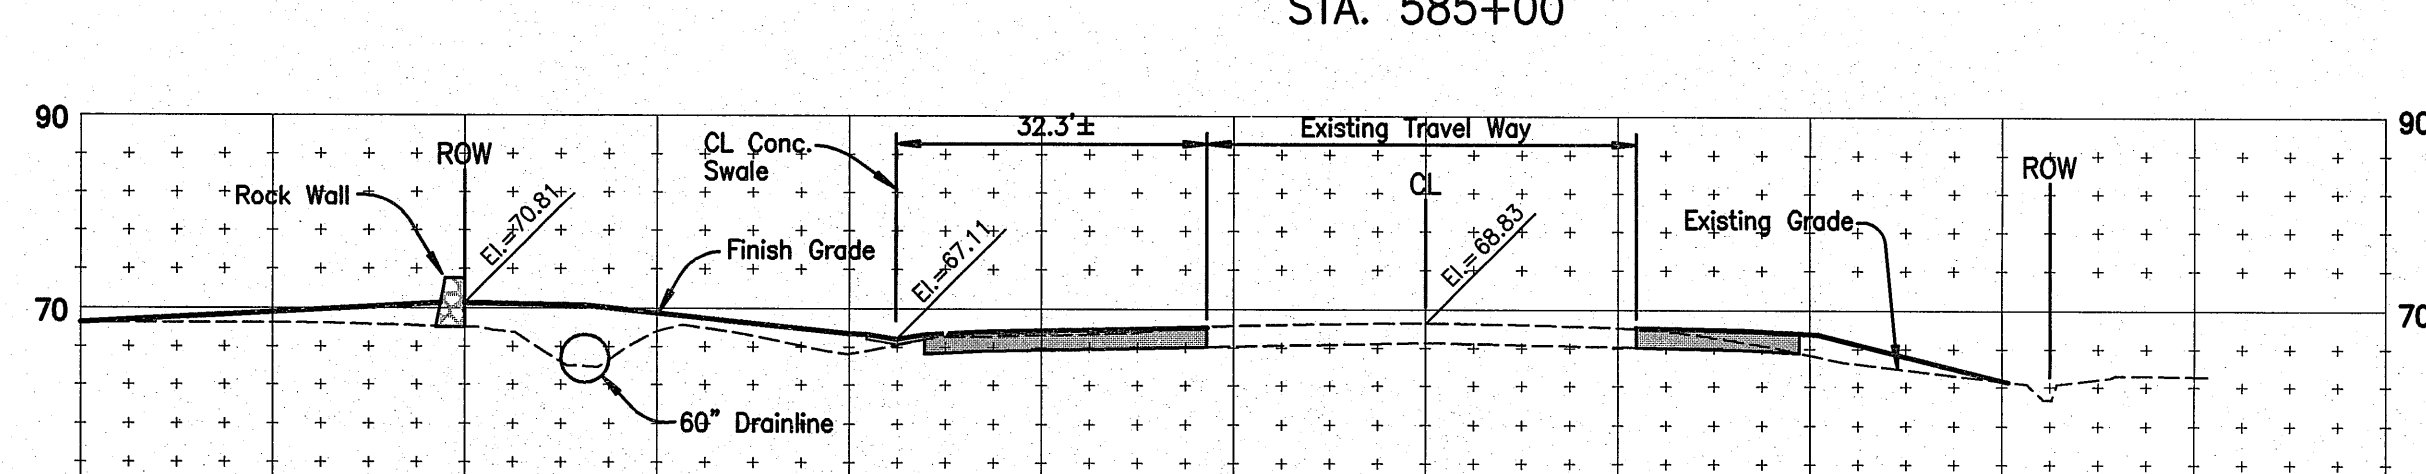 STA. 585+00
90
90
32.3'±
Existing Travel Way
CL Conc.
Swale
ROW
ROW
Rock Wall
CL
El.=70.81
El.=67.11
El.=68.83
Existing Grade
Finish Grade
70
70
60" Drainline